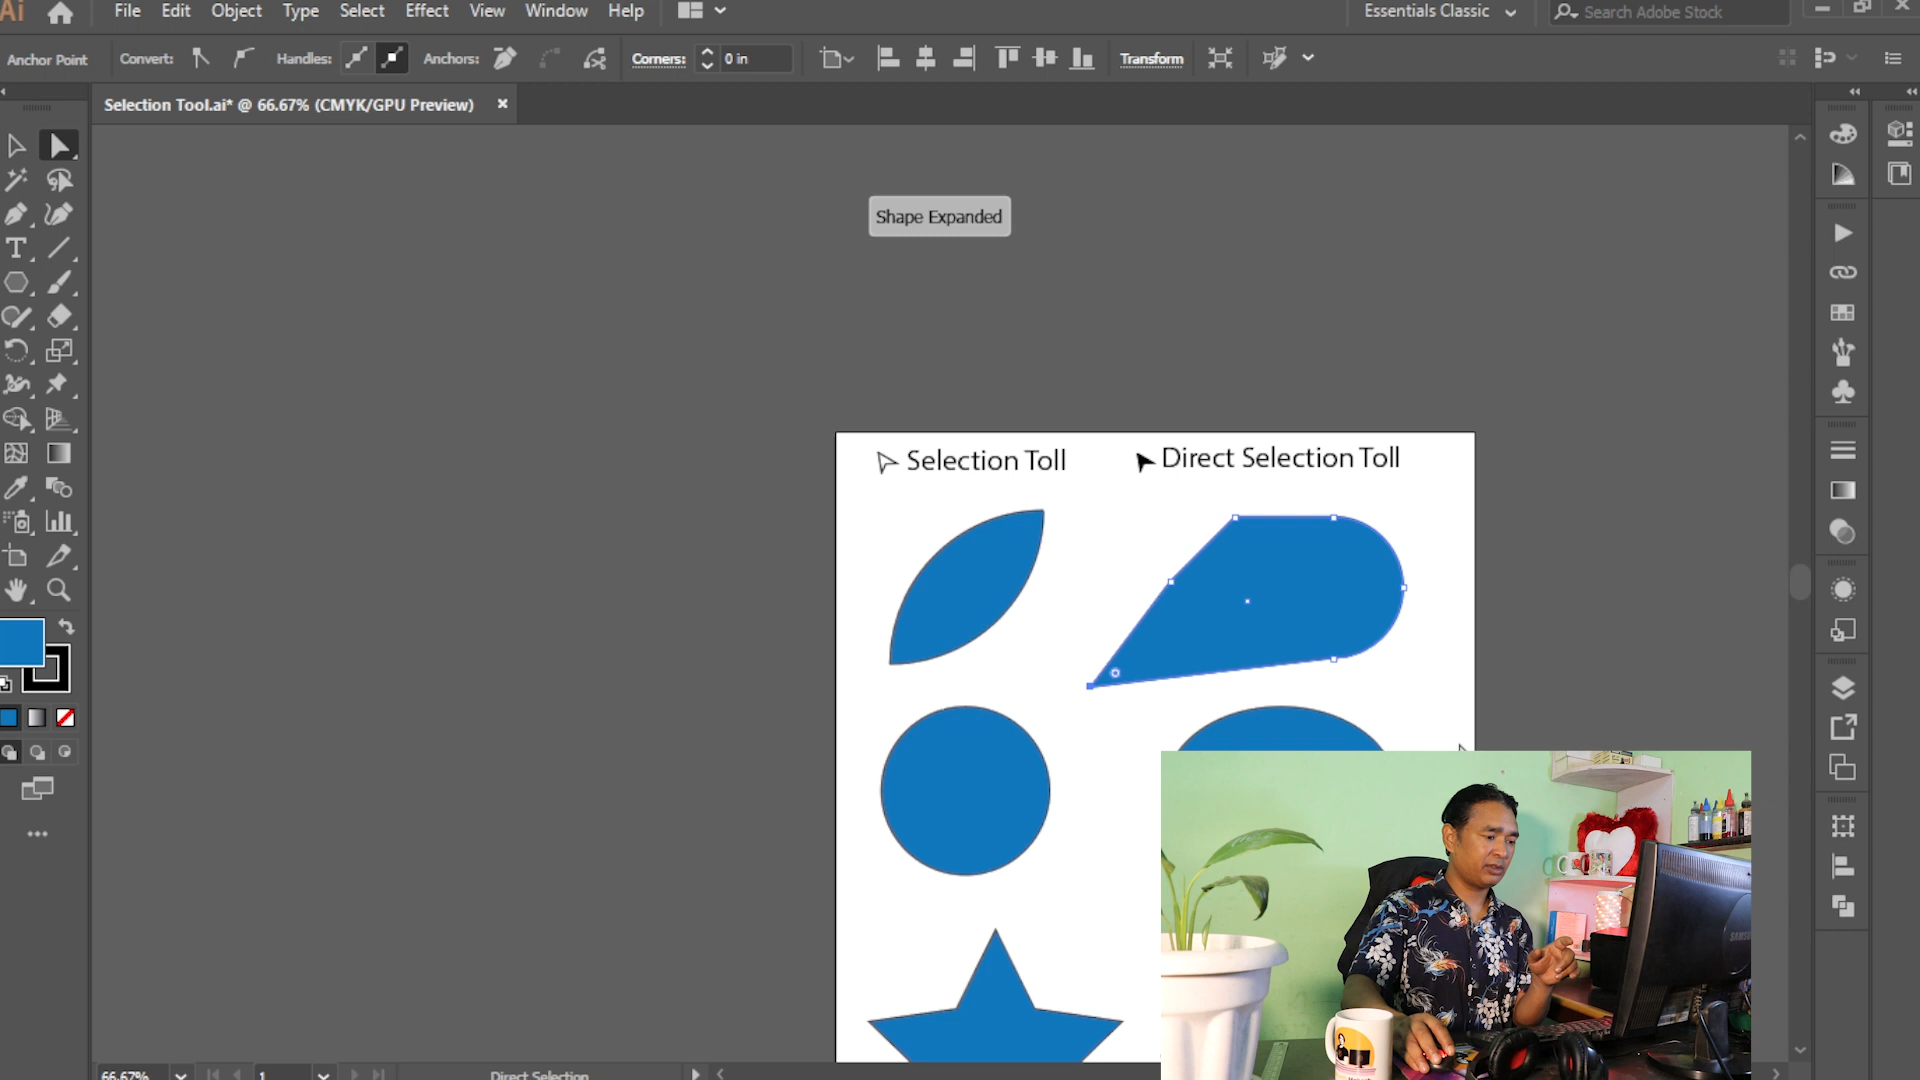 Ai File Edit Object Type Select Effect View Window Help Essentials Classic Search Adobe Stock
Anchor Point Convert: Handles: Anchors: Corners: 0 in Transform
Selection Tool.ai* @ 66.67% (CMYK/GPU Preview) ×
Shape Expanded
Selection Toll
Direct Selection Toll
SAMSU
66.67% 1 Direct Selection